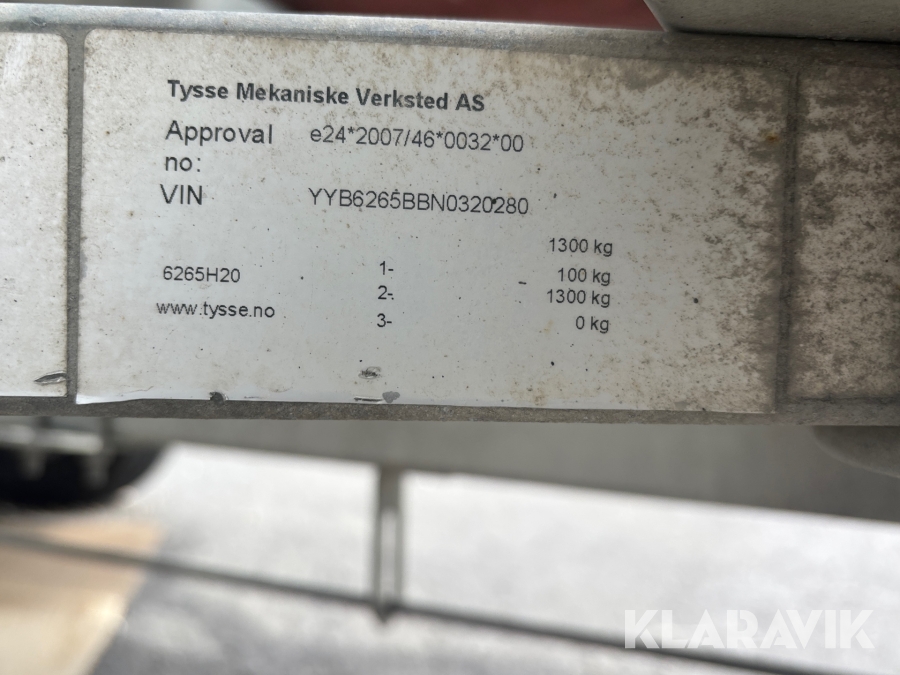 Tysse Mekaniske Verksted AS
Approval no: e24*2007/46*0032*00
VIN YYB6265BBN0320280
1300 kg
6265H20 1- 100 kg
2- 1300 kg
www.tysse.no 3- 0 kg
KLARAVIK